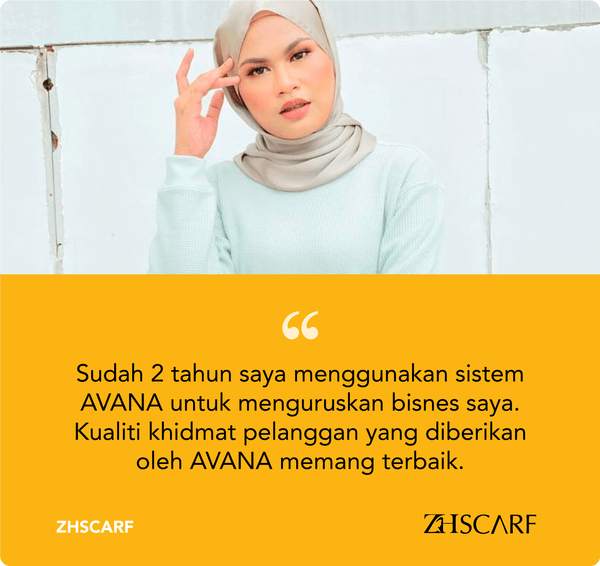 “
Sudah 2 tahun saya menggunakan sistem
AVANA untuk menguruskan bisnes saya.
Kualiti khidmat pelanggan yang diberikan
oleh AVANA memang terbaik.
ZHSCARF
ZHSCARF